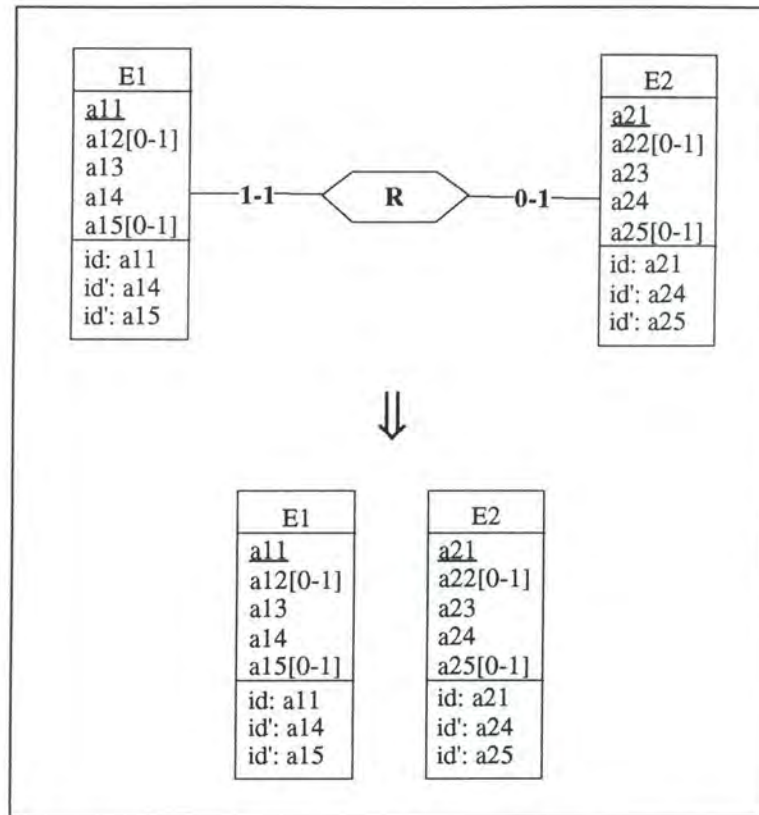 E1
a11
a12[0-1]
a13
a14
a15[0-1]
id: a11
id': a14
id': a15
1-1
R
0-1
E2
a21
a22[0-1]
a23
a24
a25[0-1]
id: a21
id': a24
id': a25
E1
a11
a12[0-1]
a13
a14
a15[0-1]
id: a11
id': a14
id': a15
E2
a21
a22[0-1]
a23
a24
a25[0-1]
id: a21
id': a24
id': a25